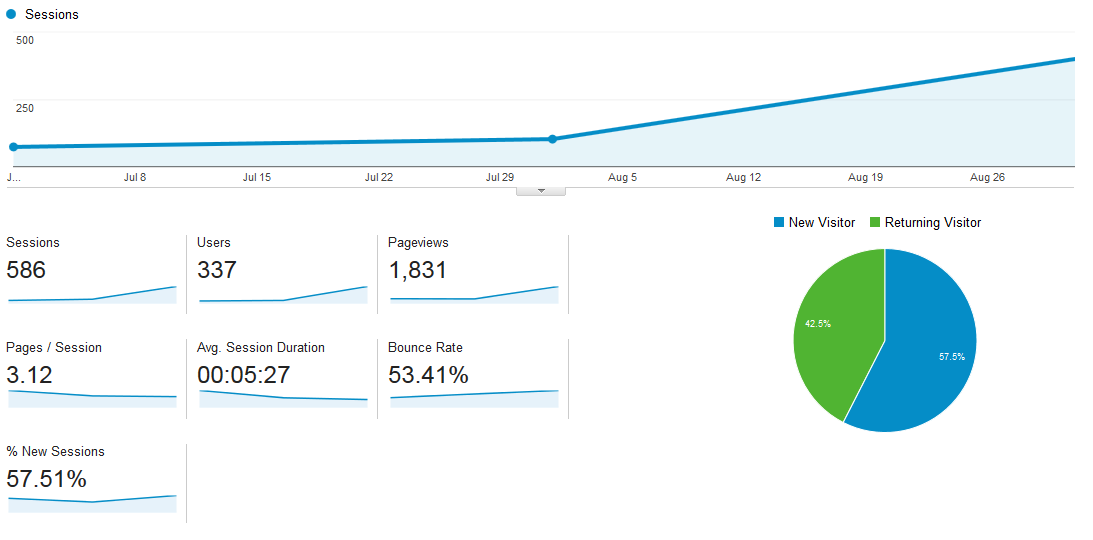 Sessions
500
250
J... Jul 8 Jul 15 Jul 22 Jul 29 Aug 5 Aug 12 Aug 19 Aug 26
New Visitor Returning Visitor
Sessions Users Pageviews
586 337 1,831
42.5%
57.5%
Pages / Session Avg. Session Duration Bounce Rate
3.12 00:05:27 53.41%
% New Sessions
57.51%